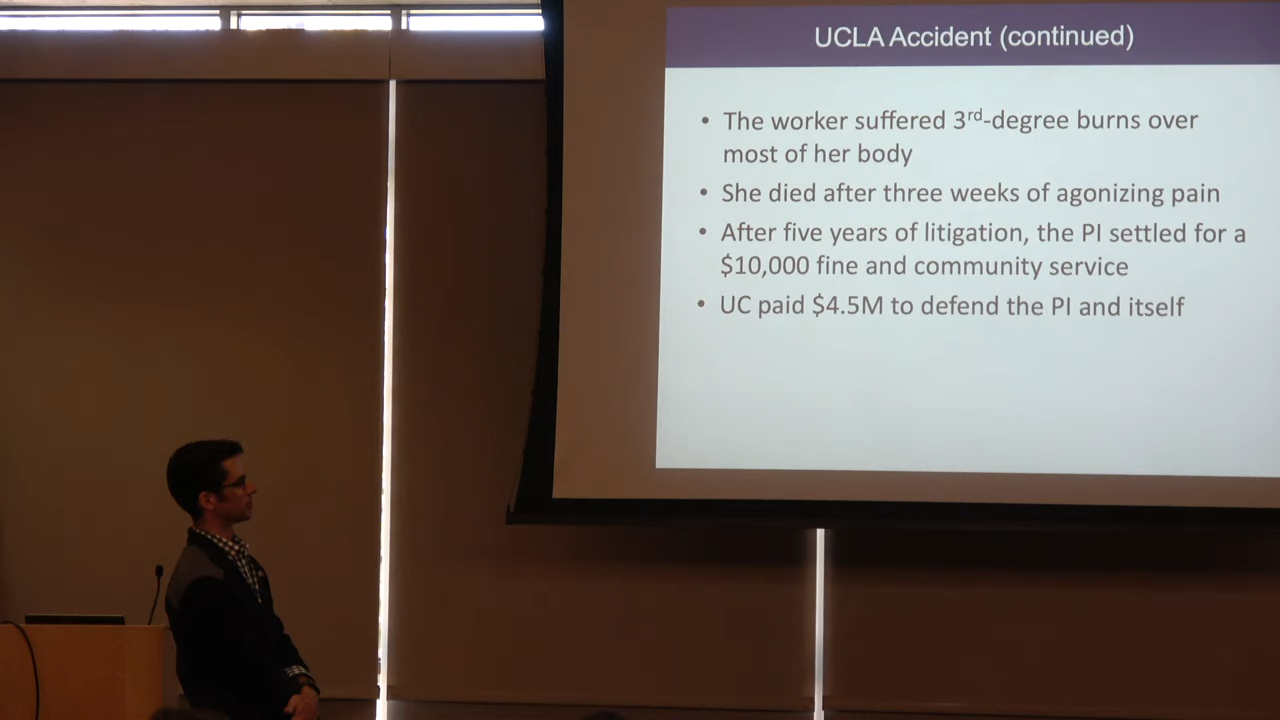 UCLA Accident (continued)
• The worker suffered 3rd-degree burns over
most of her body
• She died after three weeks of agonizing pain
• After five years of litigation, the PI settled for a
$10,000 fine and community service
• UC paid $4.5M to defend the PI and itself